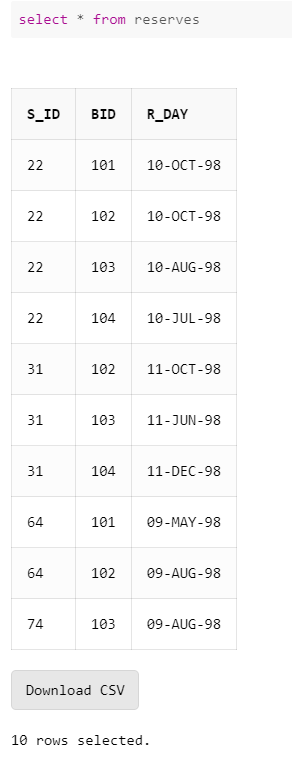 select * from reserves
S_ID BID R_DAY
22 101 10-OCT-98
22 102 10-OCT-98
22 103 10-AUG-98
22 104 10-JUL-98
31 102 11-OCT-98
31 103 11-JUN-98
31 104 11-DEC-98
64 101 09-MAY-98
64 102 09-AUG-98
74 103 09-AUG-98
Download CSV
10 rows selected.